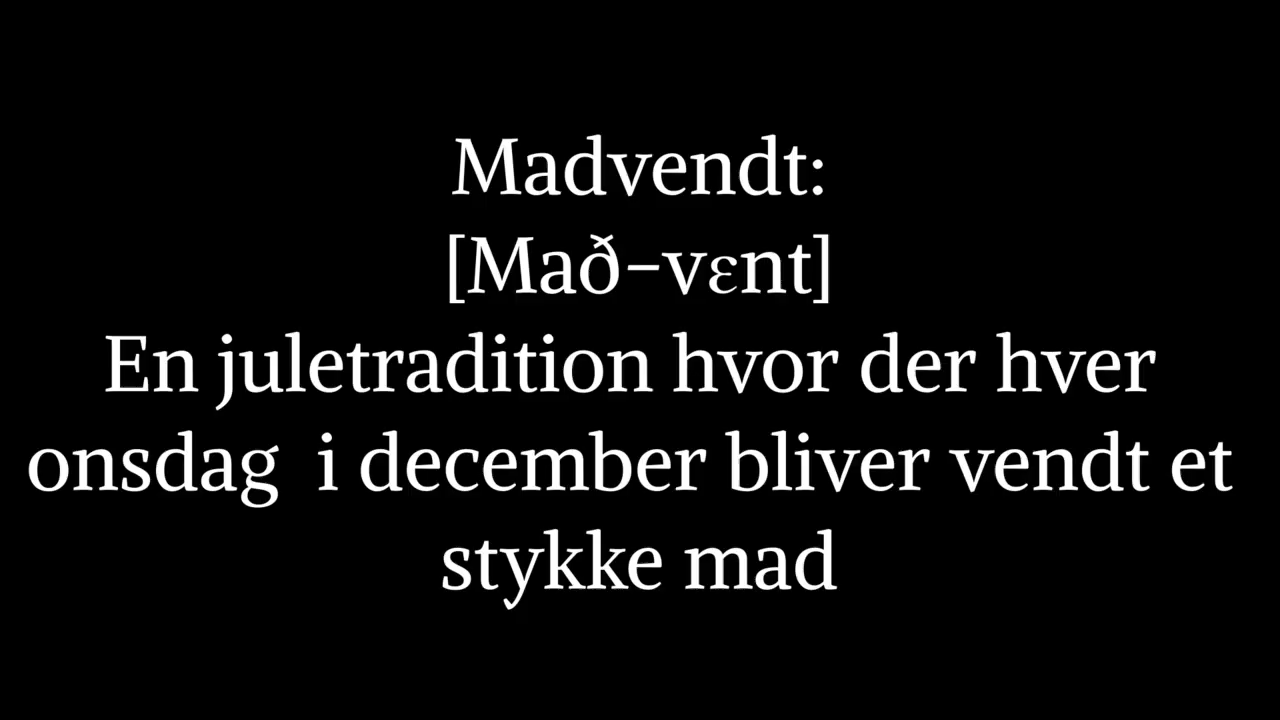 Madvendt:
[Mað-vɛnt]
En juletradition hvor der hver
onsdag  i december bliver vendt et
stykke mad